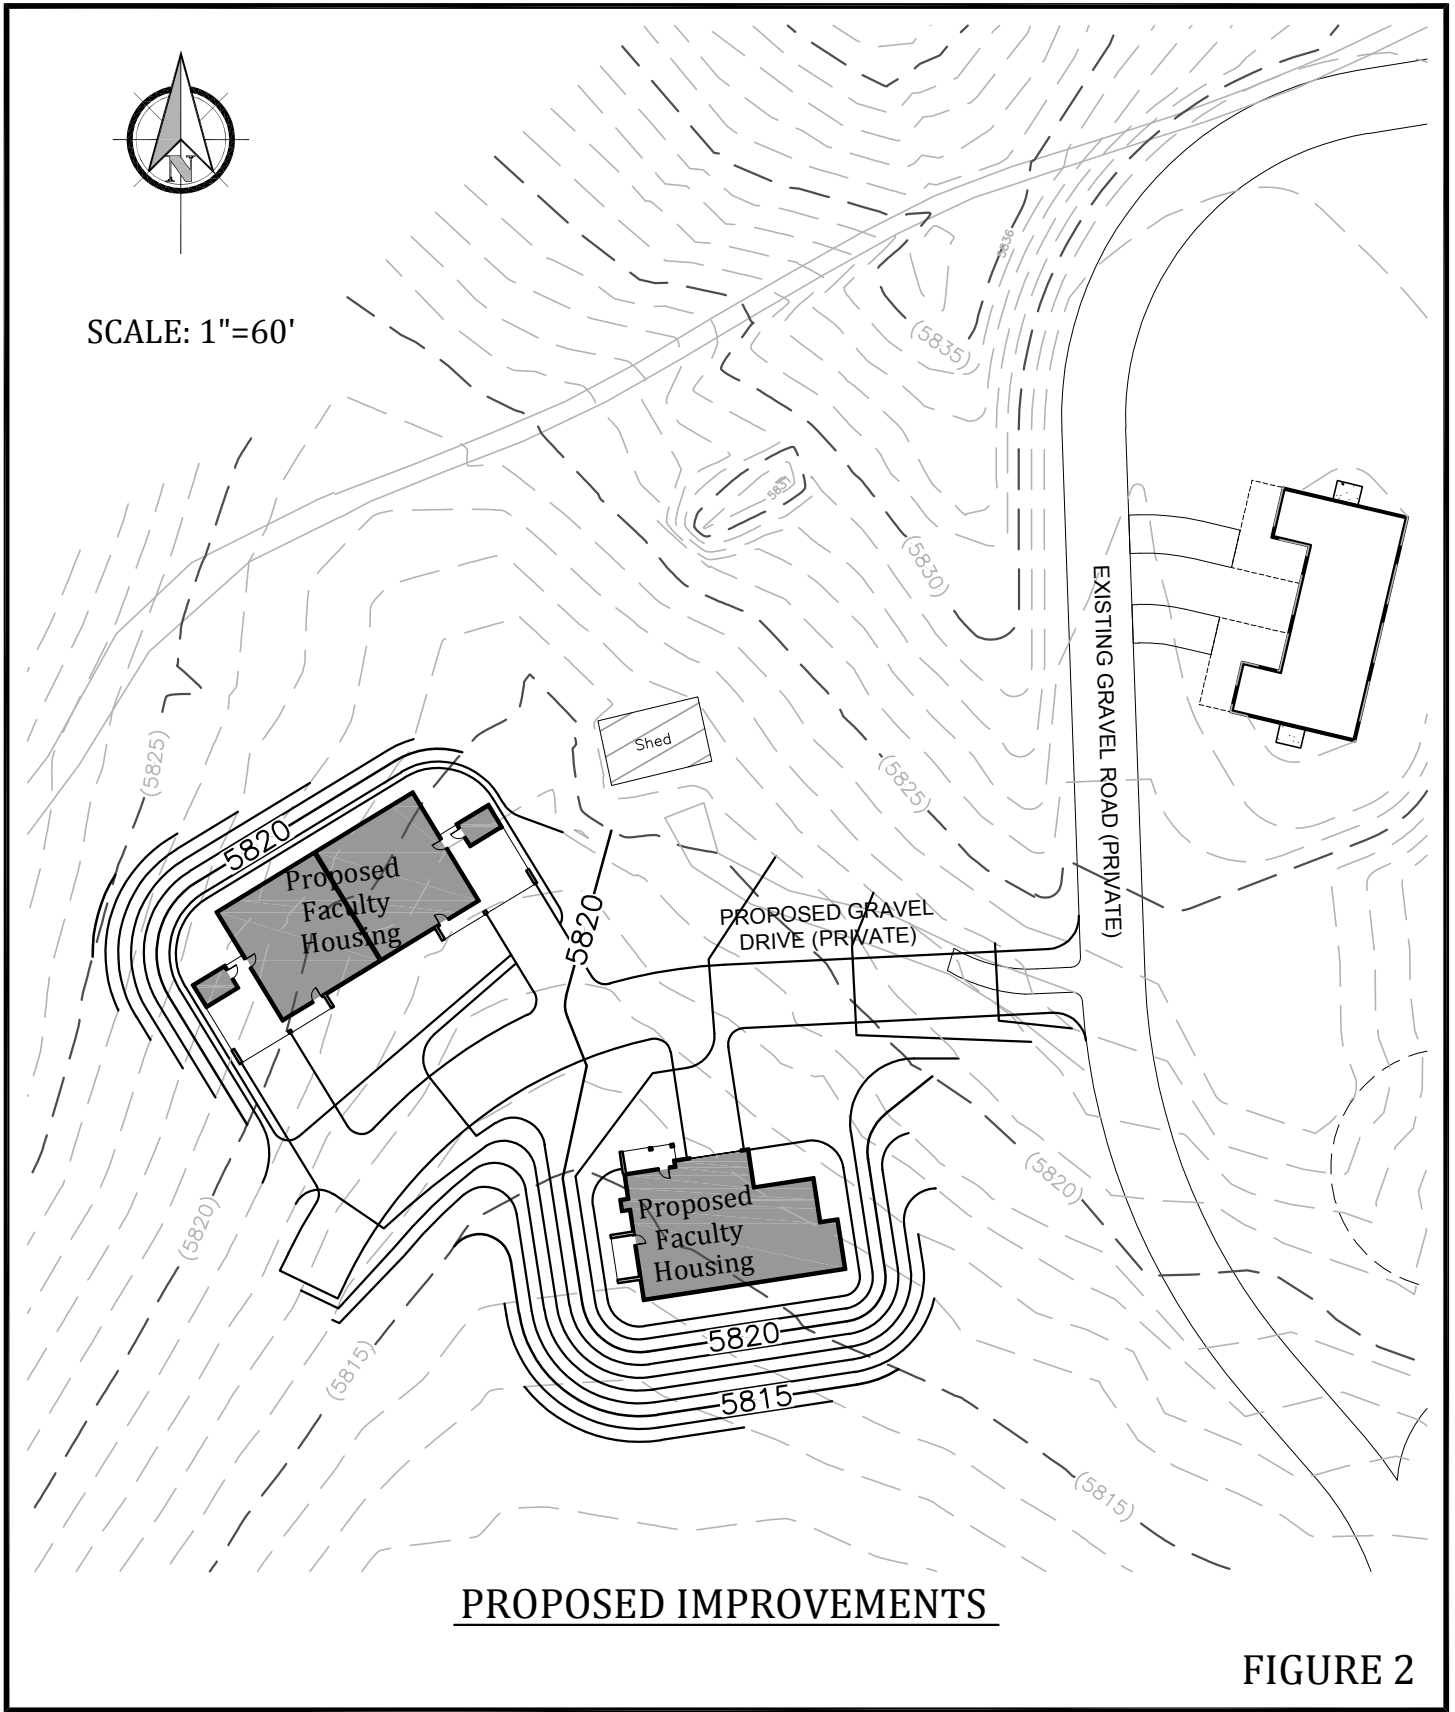 N
SCALE: 1"=60'
5836
(5835)
5831
(5830)
EXISTING GRAVEL ROAD (PRIVATE)
Shed
(5825)
(5825)
5820
Proposed
Faculty
Housing
5820
PROPOSED GRAVEL
DRIVE (PRIVATE)
(5820)
(5820)
Proposed
Faculty
Housing
5820
(5815)
5815
(5815)
PROPOSED IMPROVEMENTS
FIGURE 2